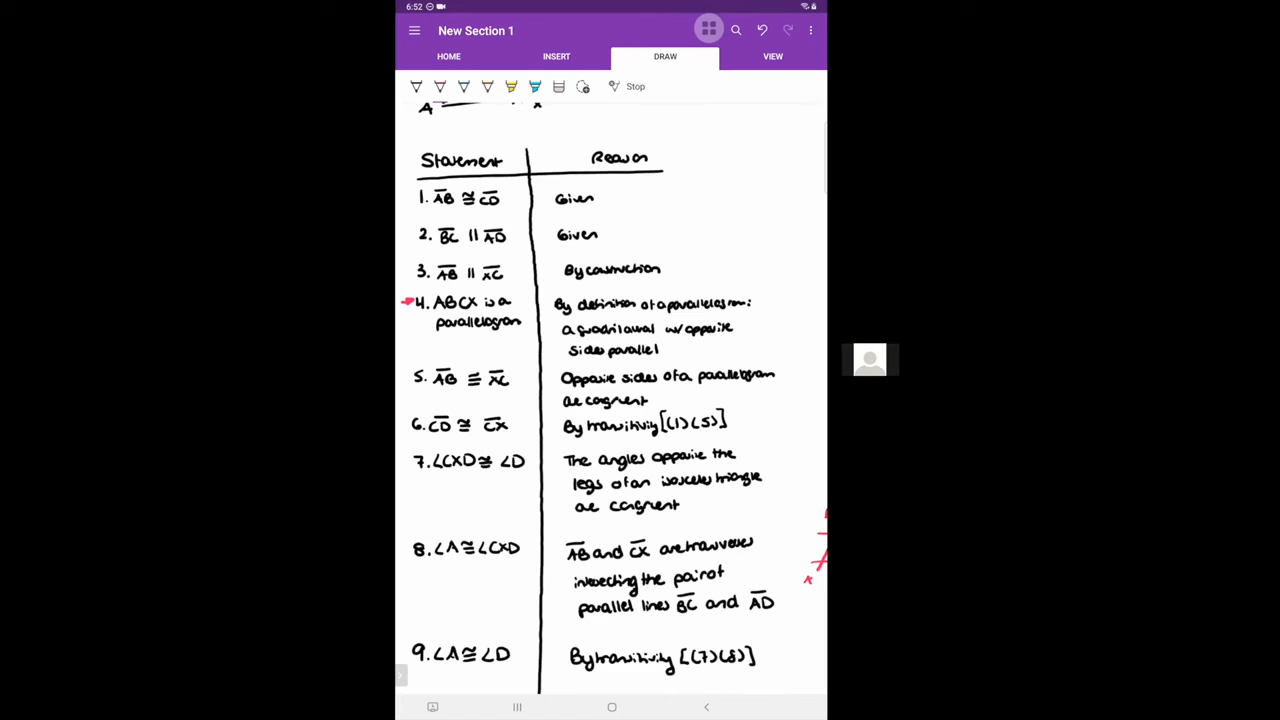 6:52
New Section 1
HOME INSERT DRAW VIEW
Stop
A x
Statement Reason
1. AB ≅ CD Given
2. BC || AD Given
3. AB || XC By construction
4. ABCX is a By definition of a parallelogram:
parallelogram a quadrilateral w/ opposite
sides parallel
5. AB ≅ XC Opposite sides of a parallelogram
are congruent
6. CD ≅ CX By transitivity [(1)(5)]
7. ∠CXD ≅ ∠D The angles opposite the
legs of an isosceles triangle
are congruent
8. ∠A ≅ ∠CXD AB and CX are transverses
intersecting the pair of
parallel lines BC and AD
A
9. ∠A ≅ ∠D By transitivity [(7)(8)]